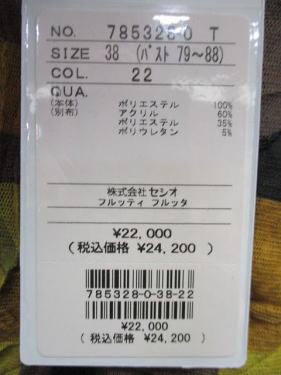 NO. 785328-0 T
SIZE 38 (バスト 79～88)
COL. 22
QUA.
(本体) ポリエステル 100%
(別布) アクリル 60%
ポリエステル 35%
ポリウレタン 5%
株式会社セシオ
フルッティ フルッタ
¥22,000
(税込価格 ¥24,200 )
785328-0-38-22
¥22,000
( 税込価格 ¥24,200 )